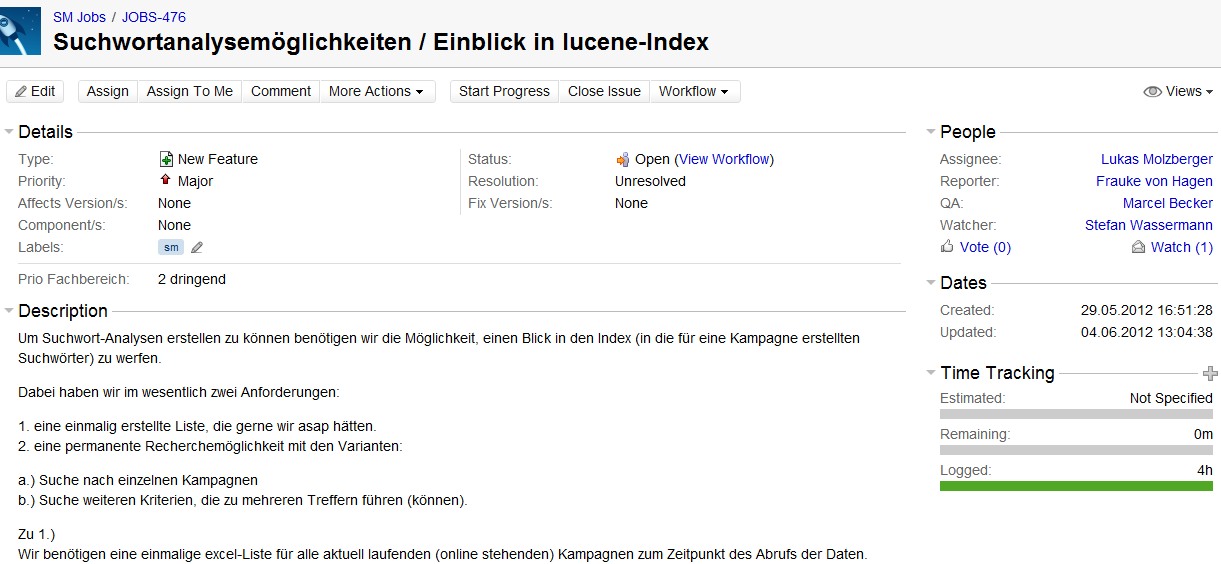 SM Jobs / JOBS-476
Suchwortanalysemöglichkeiten / Einblick in lucene-Index
Edit Assign Assign To Me Comment More Actions Start Progress Close Issue Workflow Views
Details
Type: New Feature
Status: Open (View Workflow)
Priority: Major
Resolution: Unresolved
Affects Version/s: None
Fix Version/s: None
Component/s: None
Labels: sm
Prio Fachbereich: 2 dringend
Description
Um Suchwort-Analysen erstellen zu können benötigen wir die Möglichkeit, einen Blick in den Index (in die für eine Kampagne erstellten
Suchwörter) zu werfen.
Dabei haben wir im wesentlich zwei Anforderungen:
1. eine einmalig erstellte Liste, die gerne wir asap hätten.
2. eine permanente Recherchemöglichkeit mit den Varianten:
a.) Suche nach einzelnen Kampagnen
b.) Suche weiteren Kriterien, die zu mehreren Treffern führen (können).
Zu 1.)
Wir benötigen eine einmalige excel-Liste für alle aktuell laufenden (online stehenden) Kampagnen zum Zeitpunkt des Abrufs der Daten.
People
Assignee: Lukas Molzberger
Reporter: Frauke von Hagen
QA: Marcel Becker
Watcher: Stefan Wassermann
Vote (0) Watch (1)
Dates
Created: 29.05.2012 16:51:28
Updated: 04.06.2012 13:04:38
Time Tracking
Estimated: Not Specified
Remaining: 0m
Logged: 4h